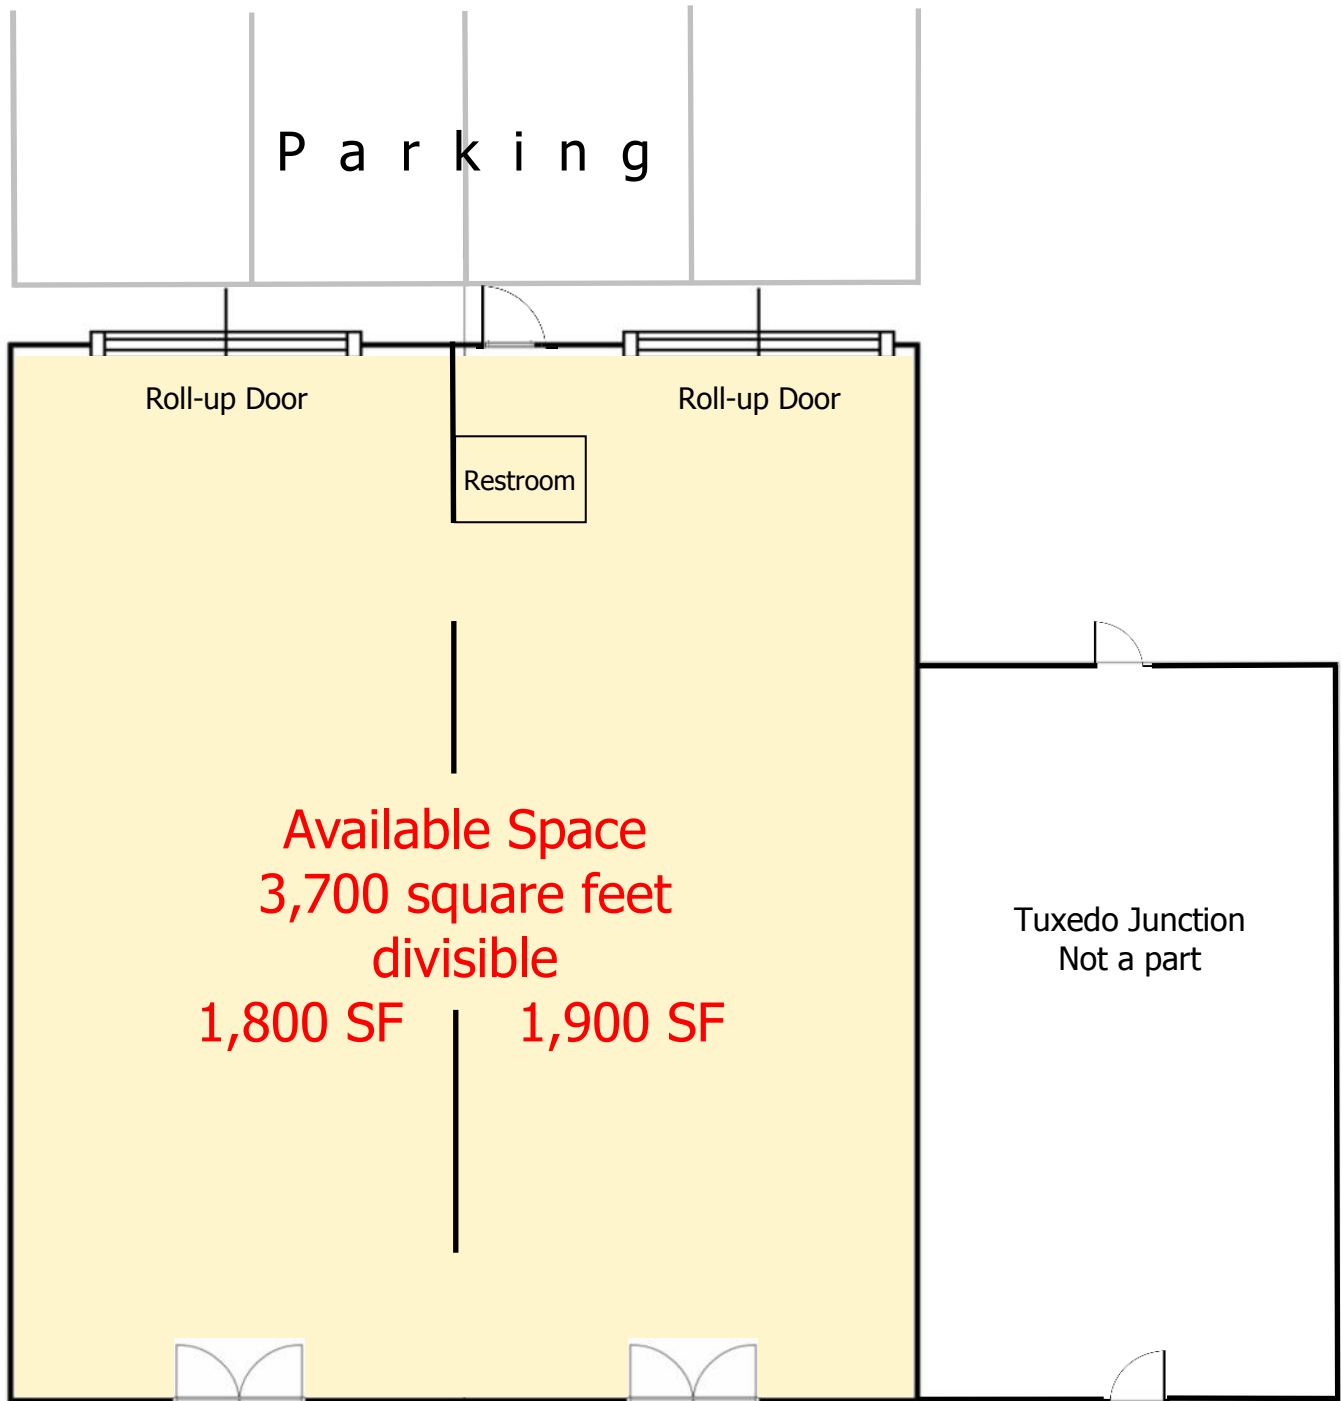 P a r k i n g
Roll-up Door
Roll-up Door
Restroom
Available Space
3,700 square feet
divisible
1,800 SF
1,900 SF
Tuxedo Junction
Not a part